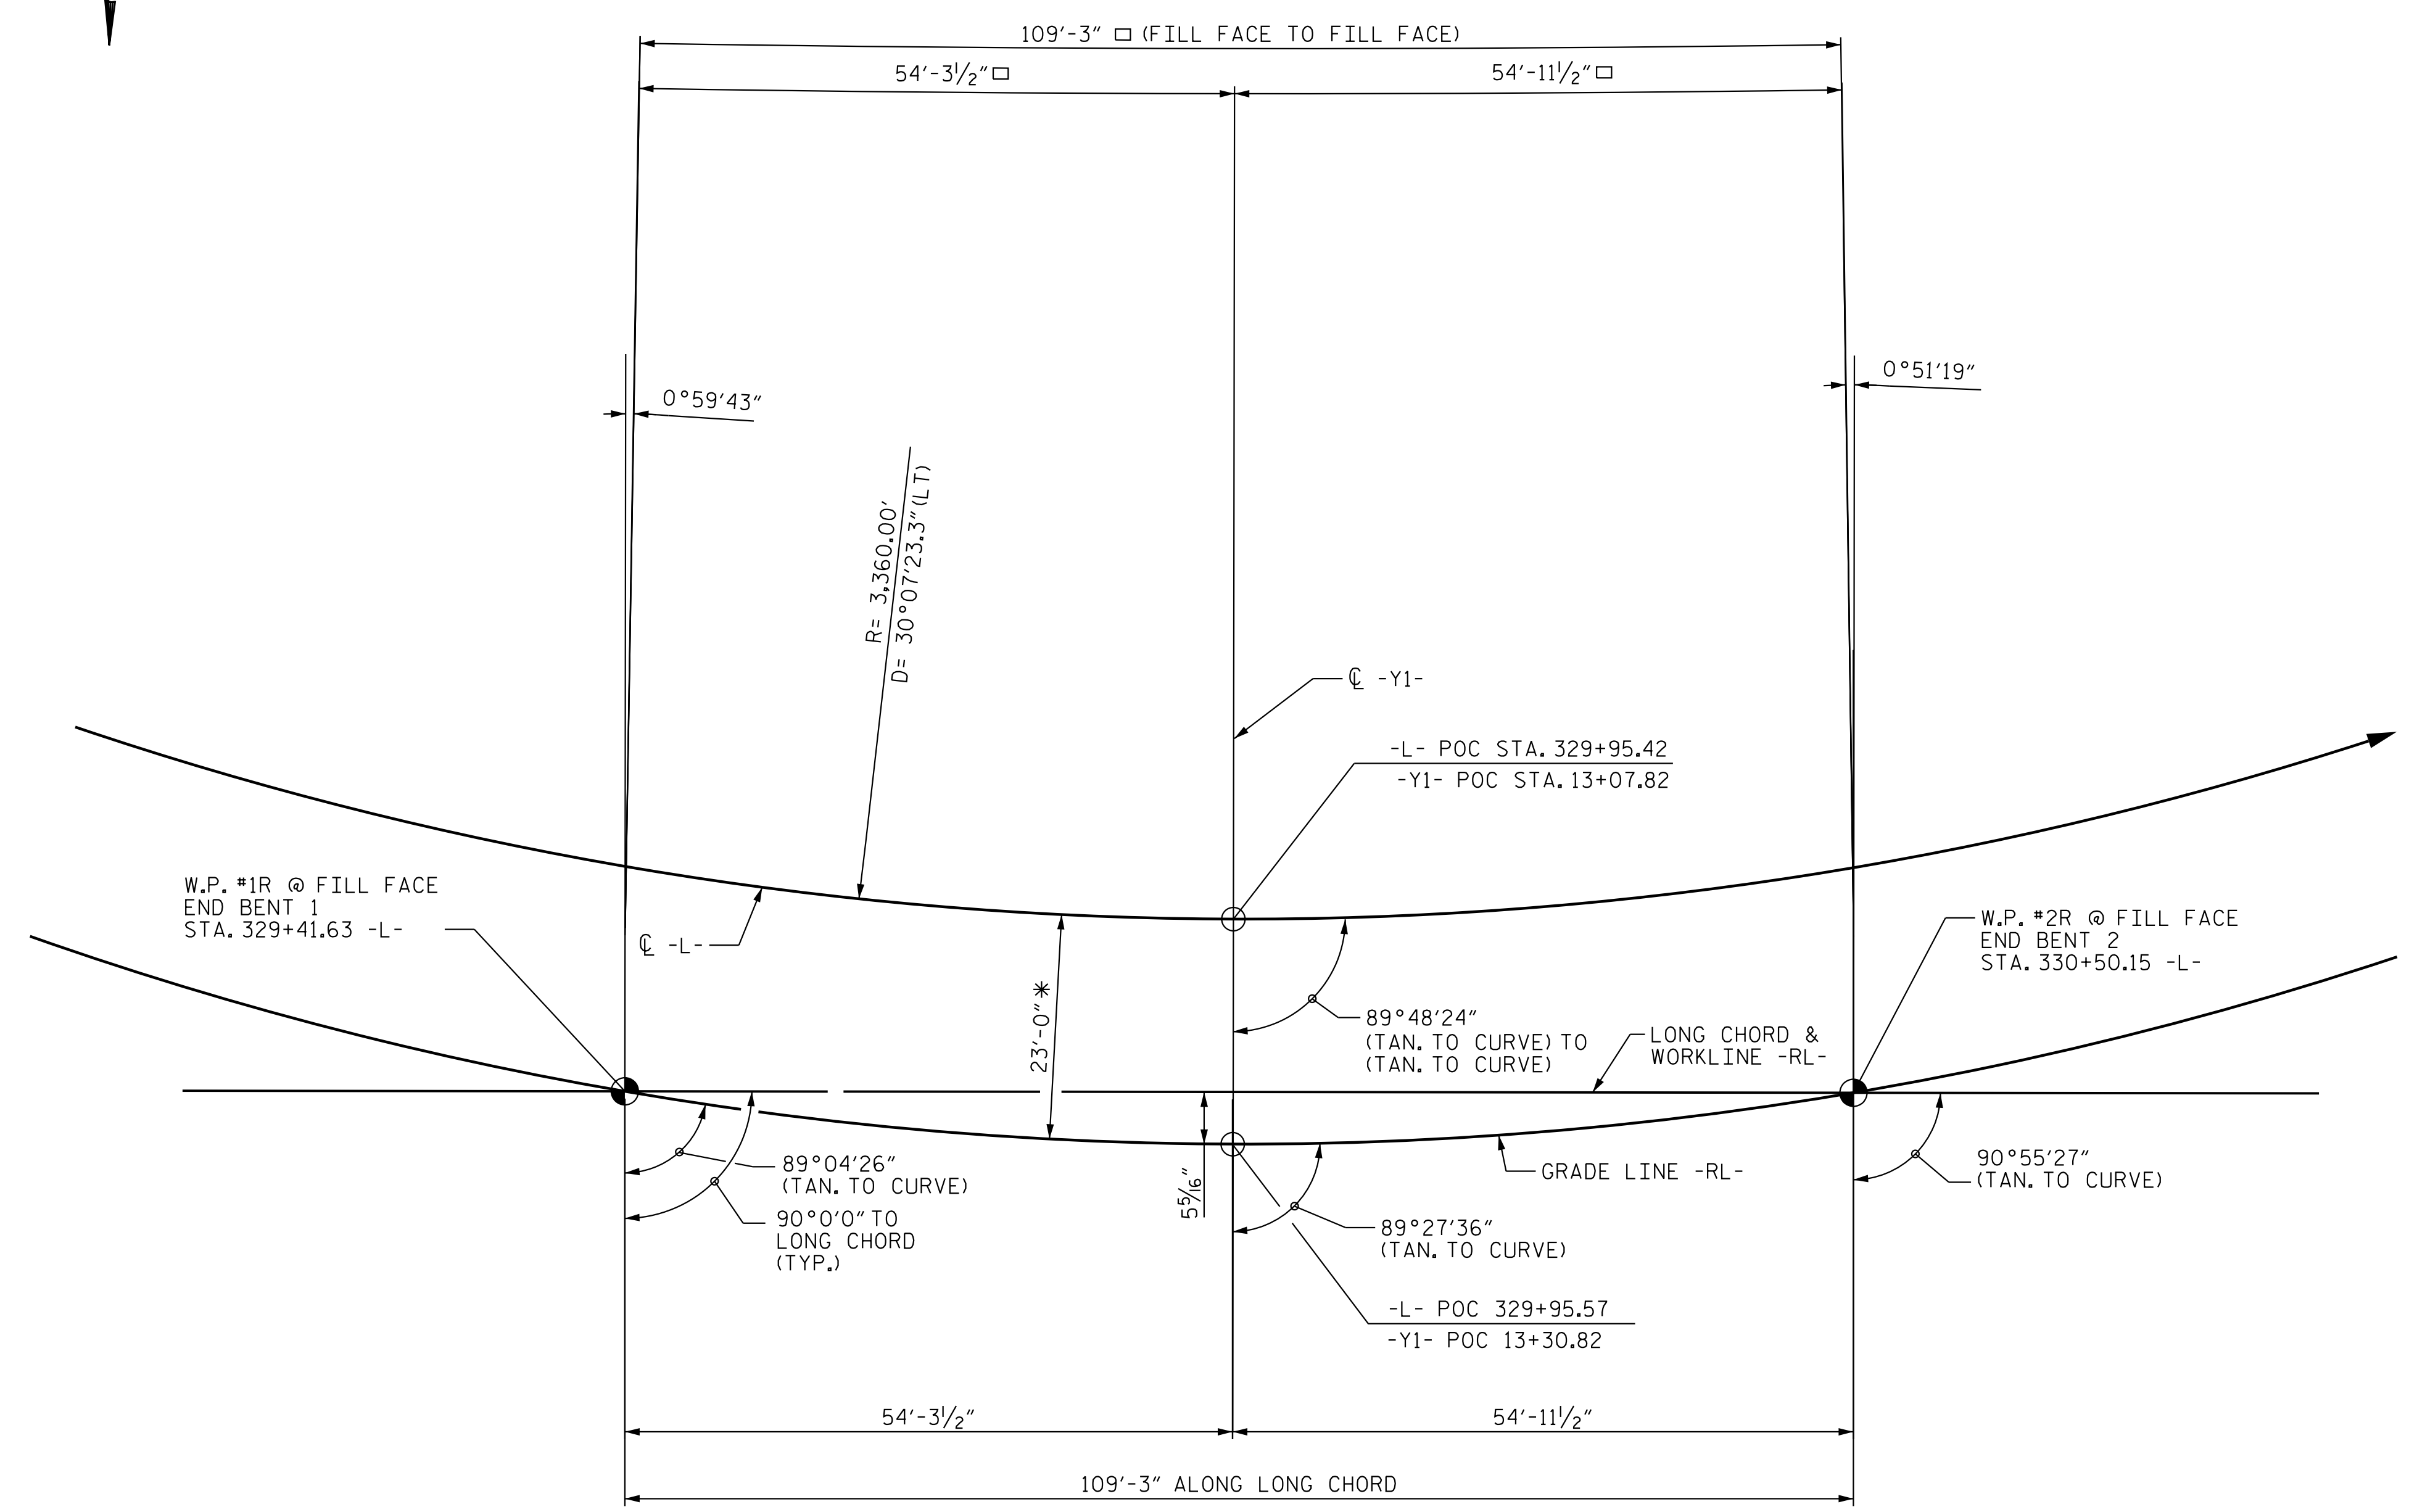 109′-3″ □ (FILL FACE TO FILL FACE)
54′-3½″ □
54′-11½″ □
0°59′43″
0°51′19″
R= 3,360.00′
D= 30°07′23.3″(LT)
℄ -Y1-
-L- POC STA. 329+95.42
-Y1- POC STA. 13+07.82
W.P. #1R @ FILL FACE
END BENT 1
STA. 329+41.63 -L-
℄ -L-
W.P. #2R @ FILL FACE
END BENT 2
STA. 330+50.15 -L-
23′-0″*
89°48′24″
(TAN. TO CURVE) TO
(TAN. TO CURVE)
LONG CHORD &
WORKLINE -RL-
89°04′26″
(TAN. TO CURVE)
90°0′0″ TO
LONG CHORD
(TYP.)
5 5/16″
GRADE LINE -RL-
90°55′27″
(TAN. TO CURVE)
89°27′36″
(TAN. TO CURVE)
-L- POC 329+95.57
-Y1- POC 13+30.82
54′-3½″
54′-11½″
109′-3″ ALONG LONG CHORD